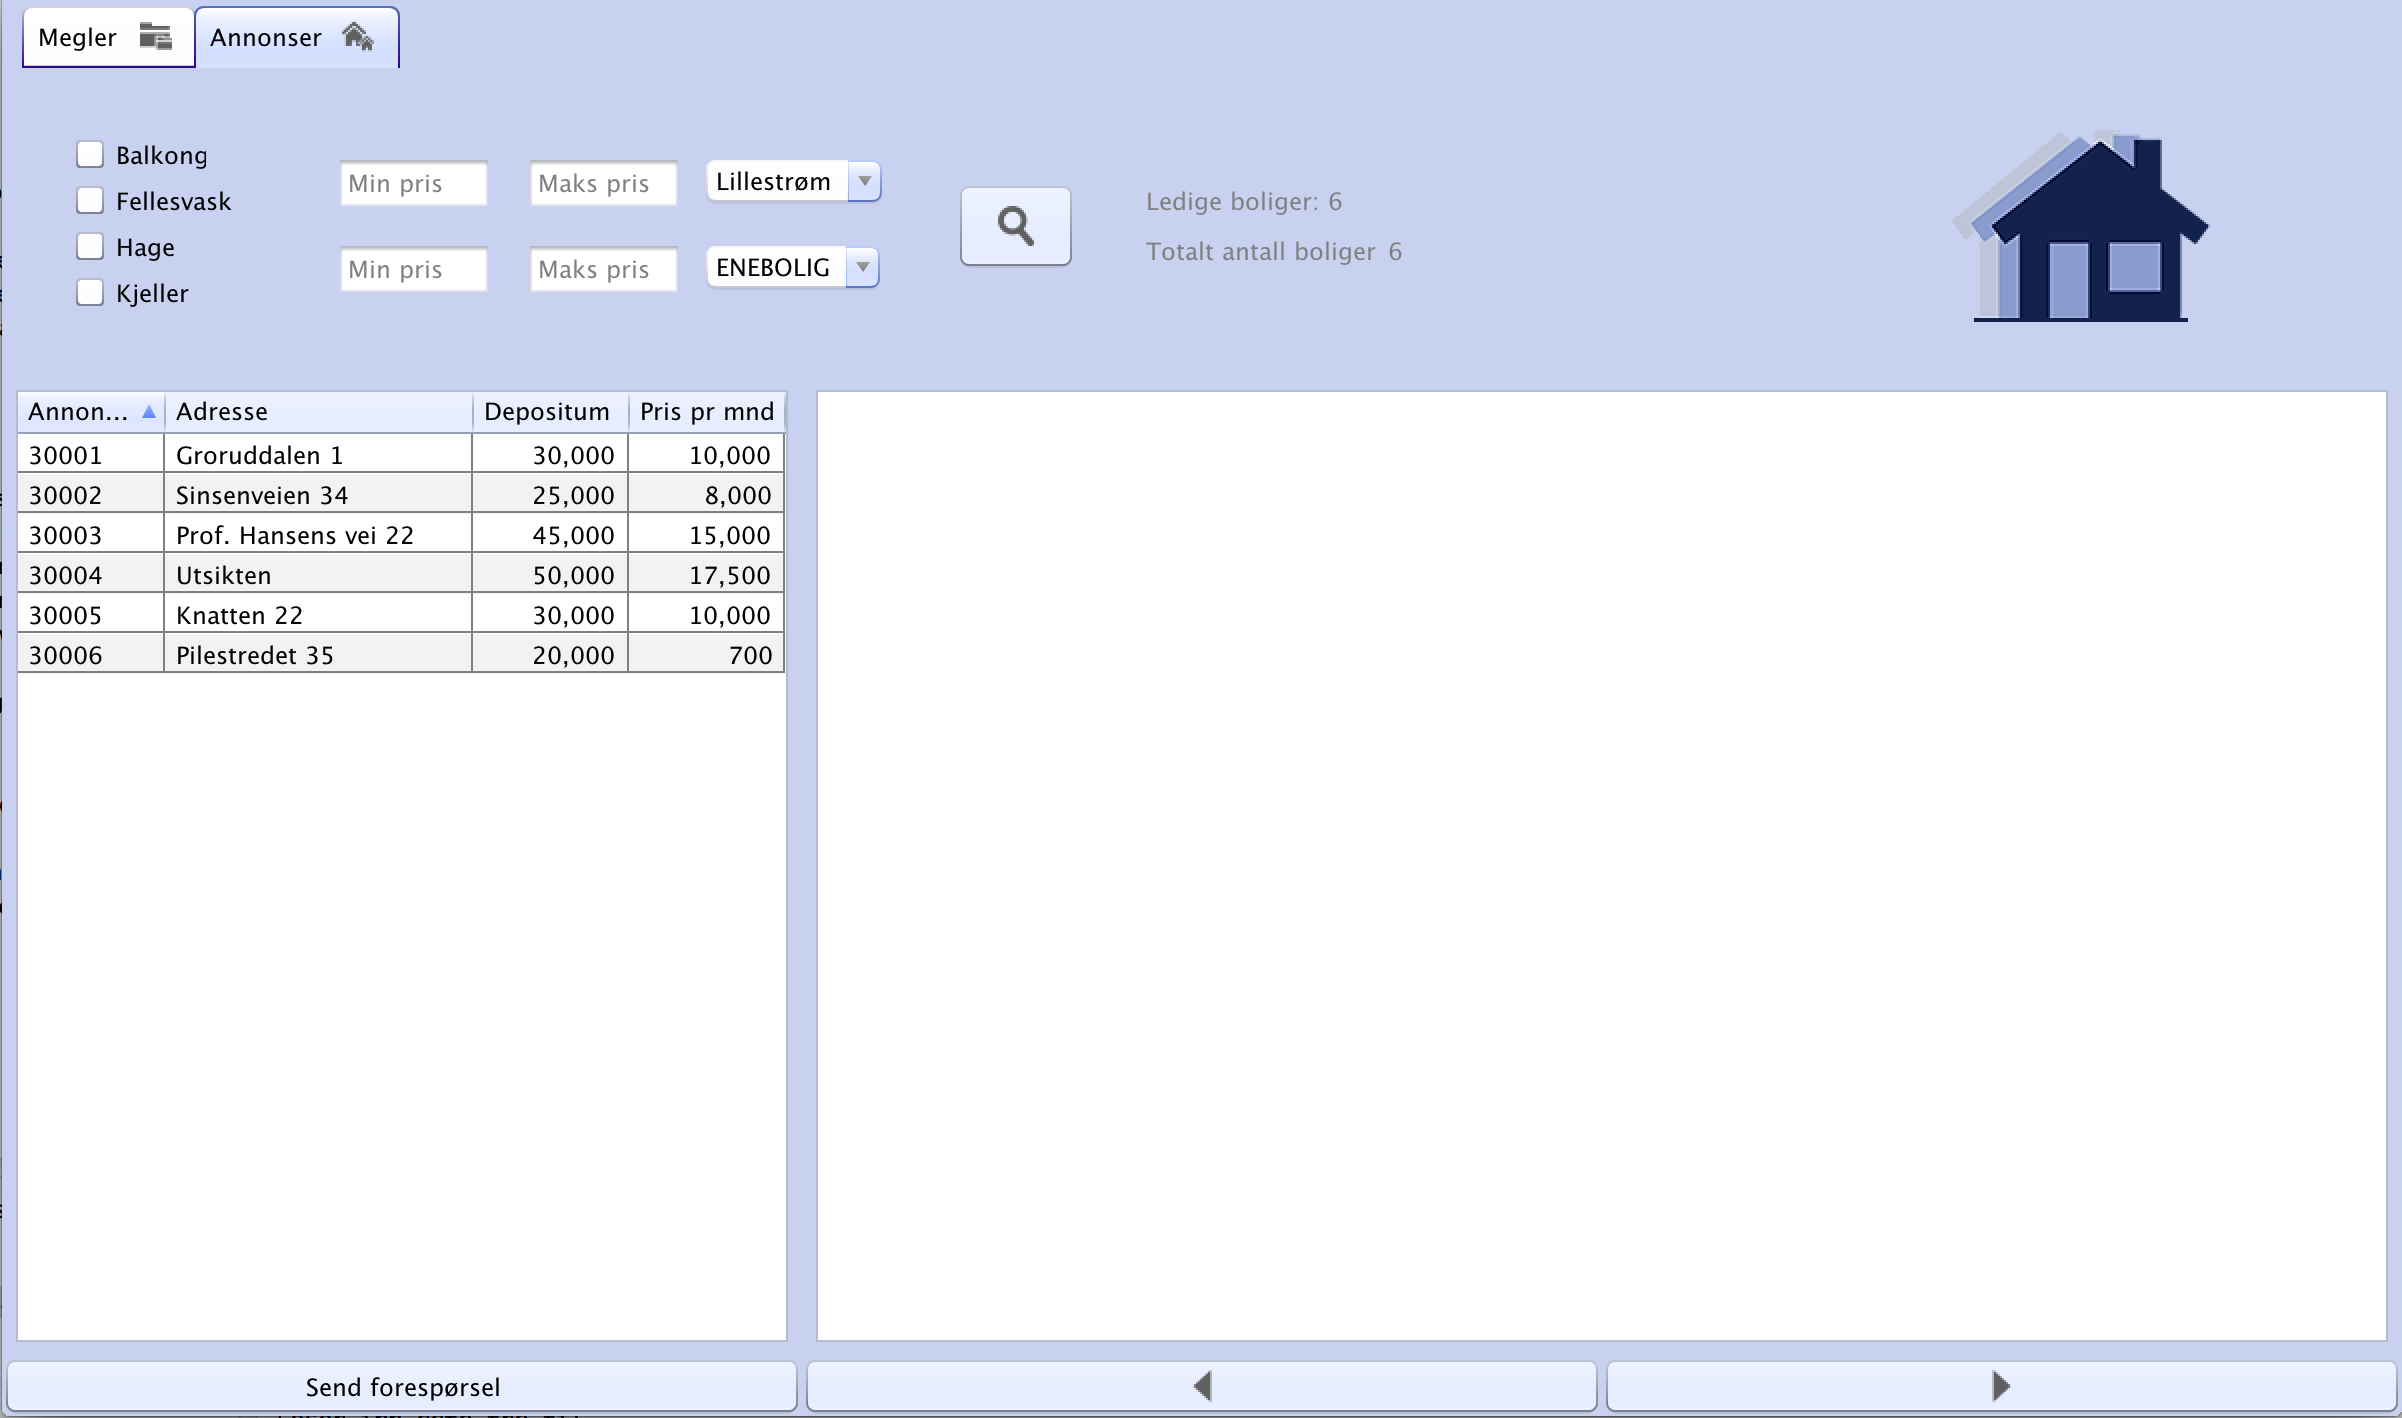 Megler Annonser
Balkong
Fellesvask
Hage
Kjeller
Min pris Maks pris Lillestrøm
Min pris Maks pris ENEBOLIG
Ledige boliger: 6
Totalt antall boliger 6
Annon... Adresse Depositum Pris pr mnd
30001 Groruddalen 1 30,000 10,000
30002 Sinsenveien 34 25,000 8,000
30003 Prof. Hansens vei 22 45,000 15,000
30004 Utsikten 50,000 17,500
30005 Knatten 22 30,000 10,000
30006 Pilestredet 35 20,000 700
Send forespørsel